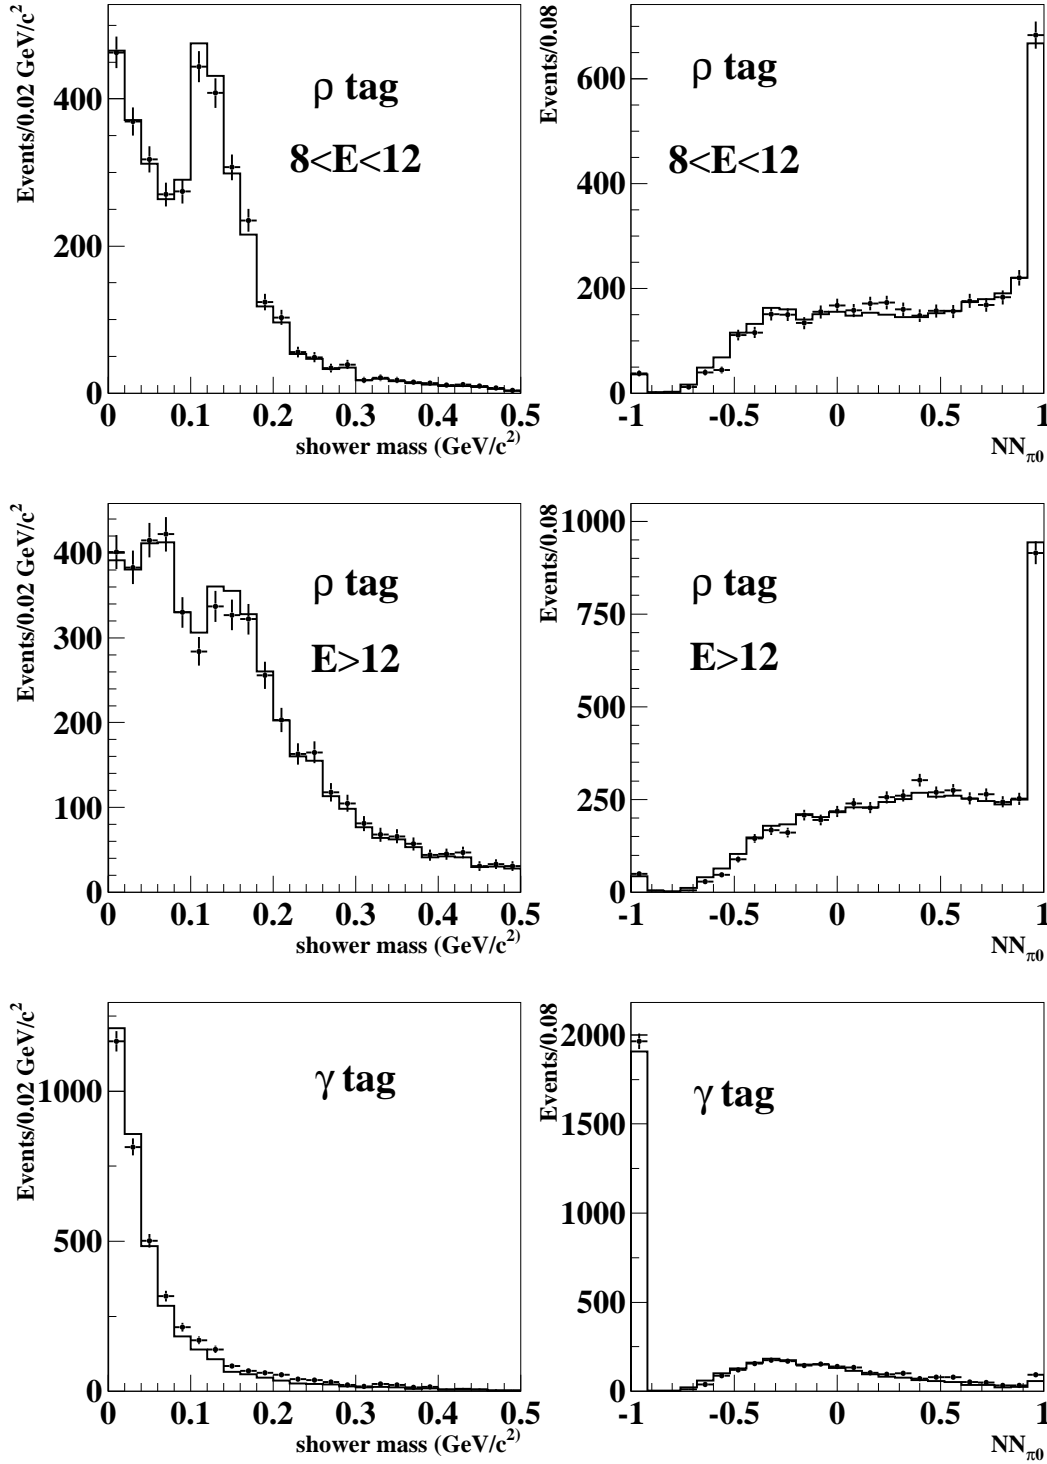 Events/0.02 GeV/c²
400
200
0
ρ tag
8<E<12
0 0.1 0.2 0.3 0.4 0.5
shower mass (GeV/c²)
Events/0.08
600
400
200
0
ρ tag
8<E<12
-1 -0.5 0 0.5 1
NNπ0
Events/0.02 GeV/c²
400
300
200
100
0
ρ tag
E>12
0 0.1 0.2 0.3 0.4 0.5
shower mass (GeV/c²)
Events/0.08
1000
750
500
250
0
ρ tag
E>12
-1 -0.5 0 0.5 1
NNπ0
Events/0.02 GeV/c²
1000
500
0
γ tag
0 0.1 0.2 0.3 0.4 0.5
shower mass (GeV/c²)
Events/0.08
2000
1500
1000
500
0
γ tag
-1 -0.5 0 0.5 1
NNπ0